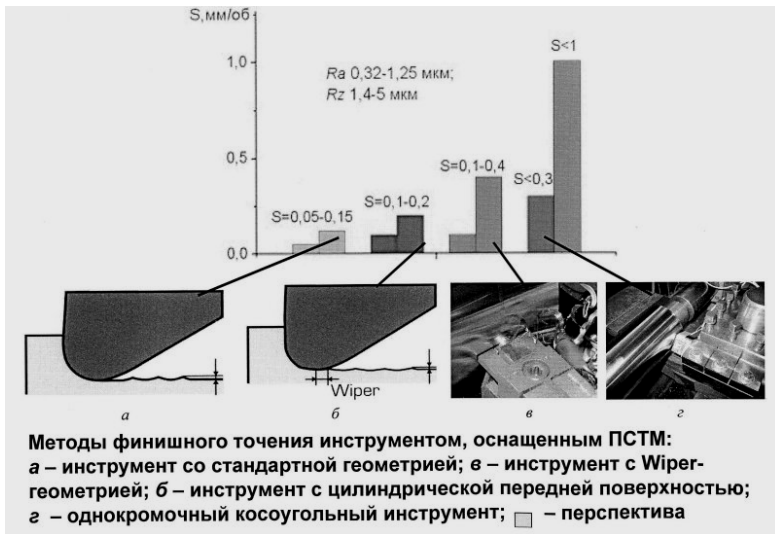 S,мм/об
S<1
1,0
Ra 0,32-1,25 мкм;
Rz 1,4-5 мкм
0,5
S=0,1-0,4
S<0,3
S=0,1-0,2
S=0,05-0,15
0,0
Wiper
а б в г
Методы финишного точения инструментом, оснащенным ПСТМ:
а – инструмент со стандартной геометрией; в – инструмент с Wiper-
геометрией; б – инструмент с цилиндрической передней поверхностью;
г – однокромочный косоугольный инструмент; – перспектива